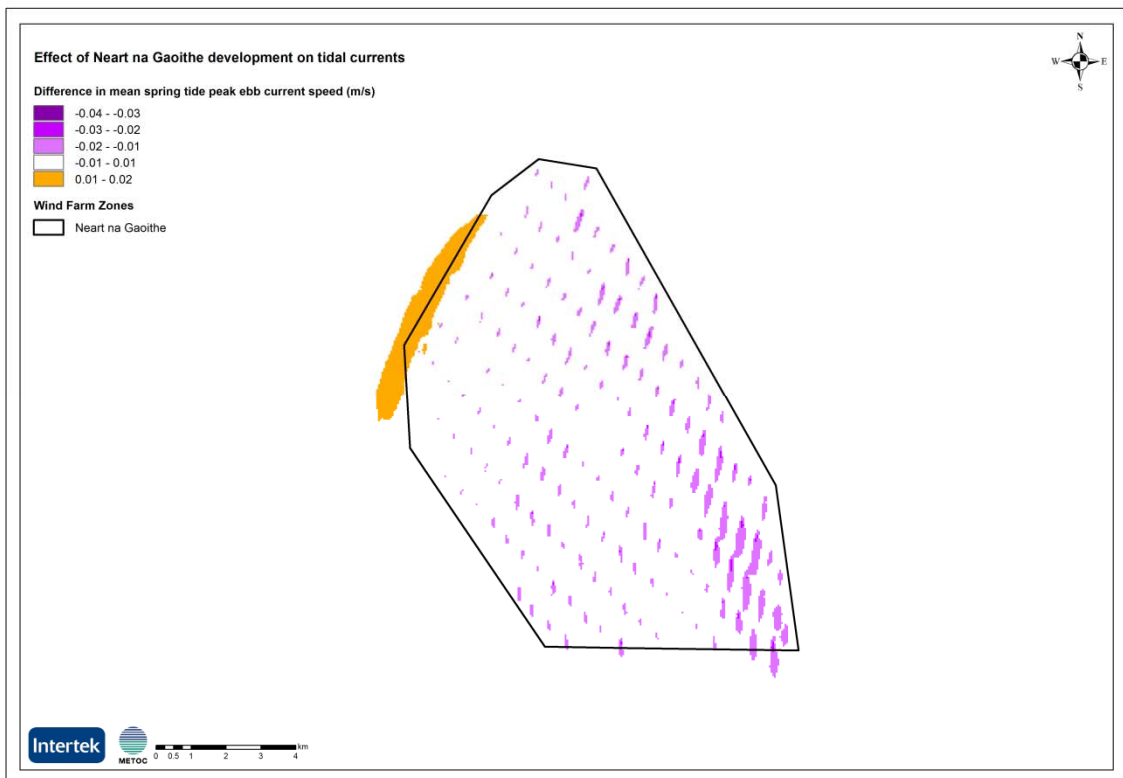 Effect of Neart na Gaoithe development on tidal currents
Difference in mean spring tide peak ebb current speed (m/s)
-0.04 - -0.03
-0.03 - -0.02
-0.02 - -0.01
-0.01 - 0.01
0.01 - 0.02
Wind Farm Zones
Neart na Gaoithe
N
W E
S
Intertek
METOC
km
0 0.5 1 2 3 4